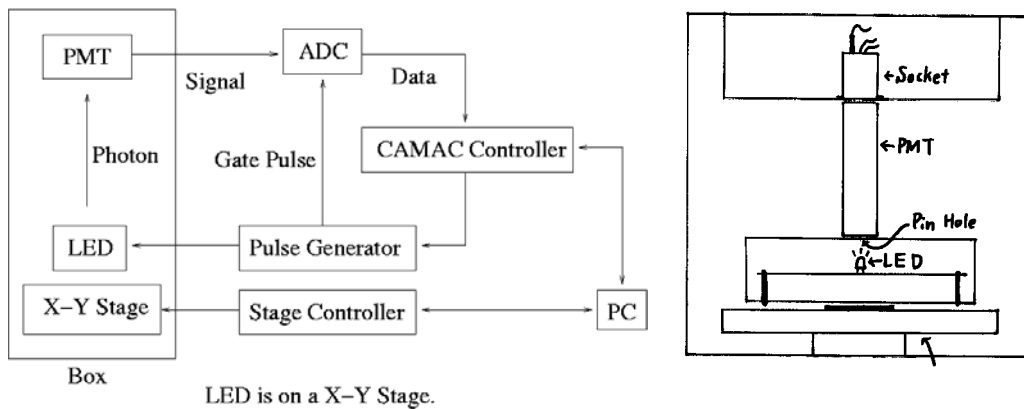 PMT
ADC
Signal
Data
Photon
Gate Pulse
CAMAC Controller
LED
Pulse Generator
X-Y Stage
Stage Controller
PC
Box
LED is on a X-Y Stage.
Socket
PMT
Pin Hole
LED